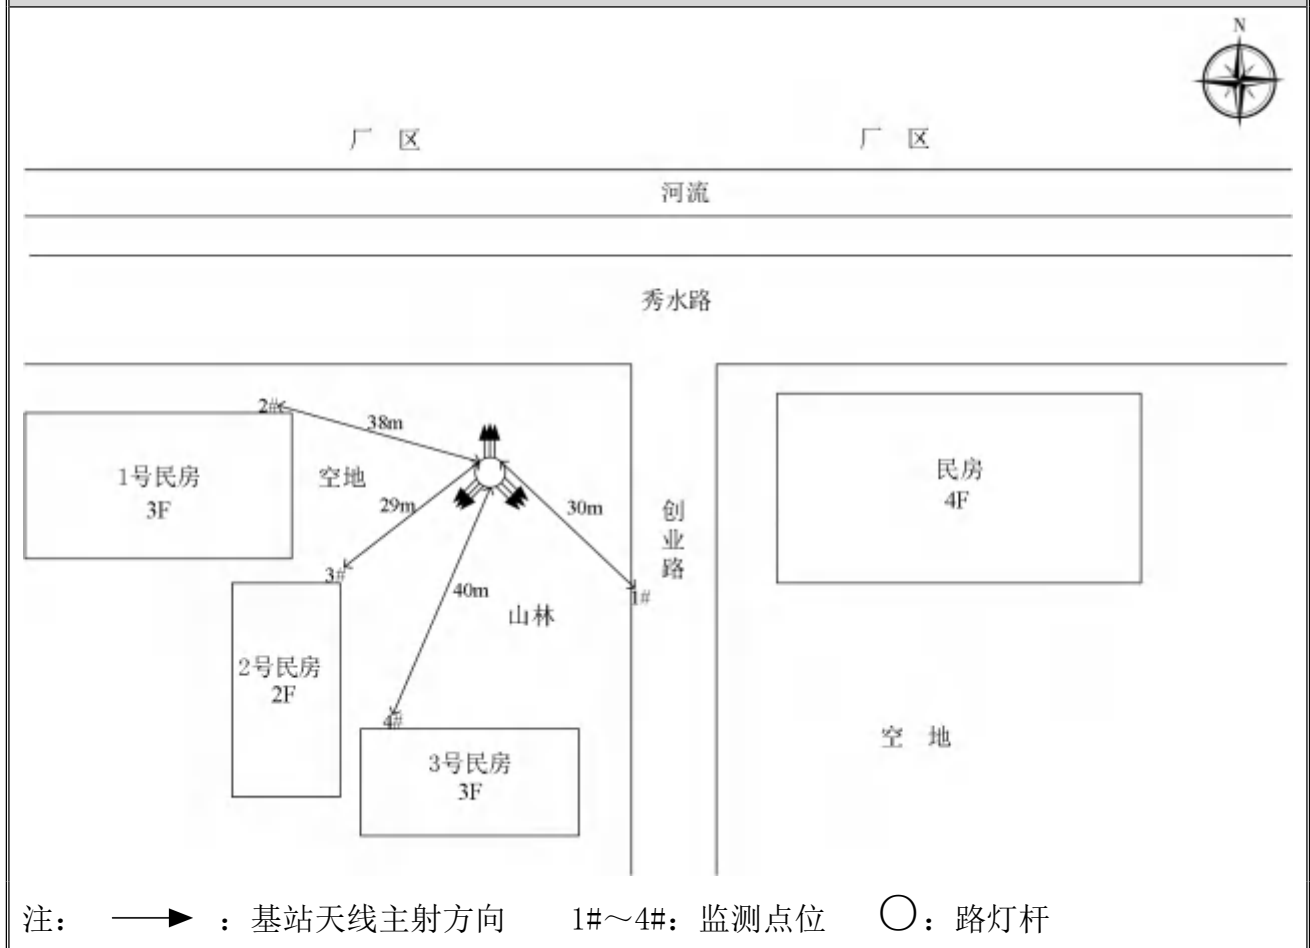 N
厂 区 厂 区
河流
秀水路
2#
38m
1号民房
3F
空地
29m
30m
民房
4F
创
业
路
3#
40m
1#
山林
2号民房
2F
4#
3号民房
3F
空 地
注： ：基站天线主射方向 1#～4#：监测点位 ○：路灯杆